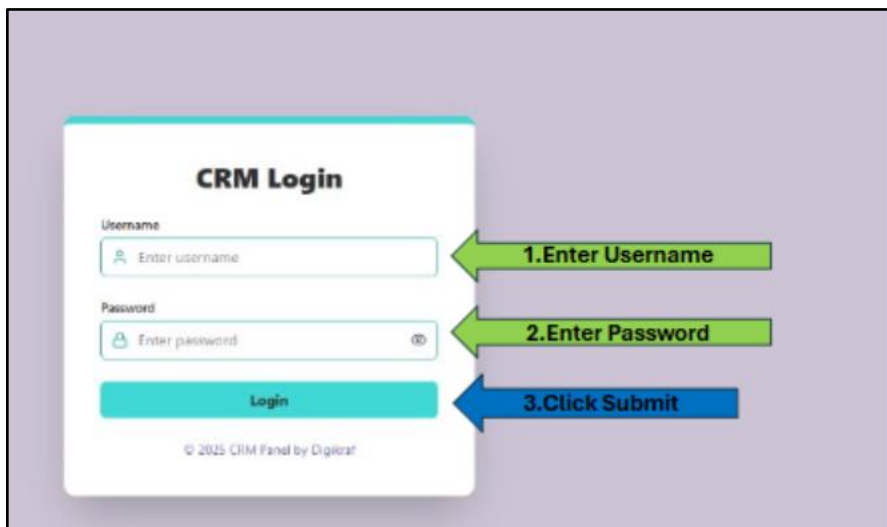 CRM Login
Username
Enter username
1.Enter Username
Password
Enter password
2.Enter Password
Login
3.Click Submit
© 2025 CRM Panel by Digikraf